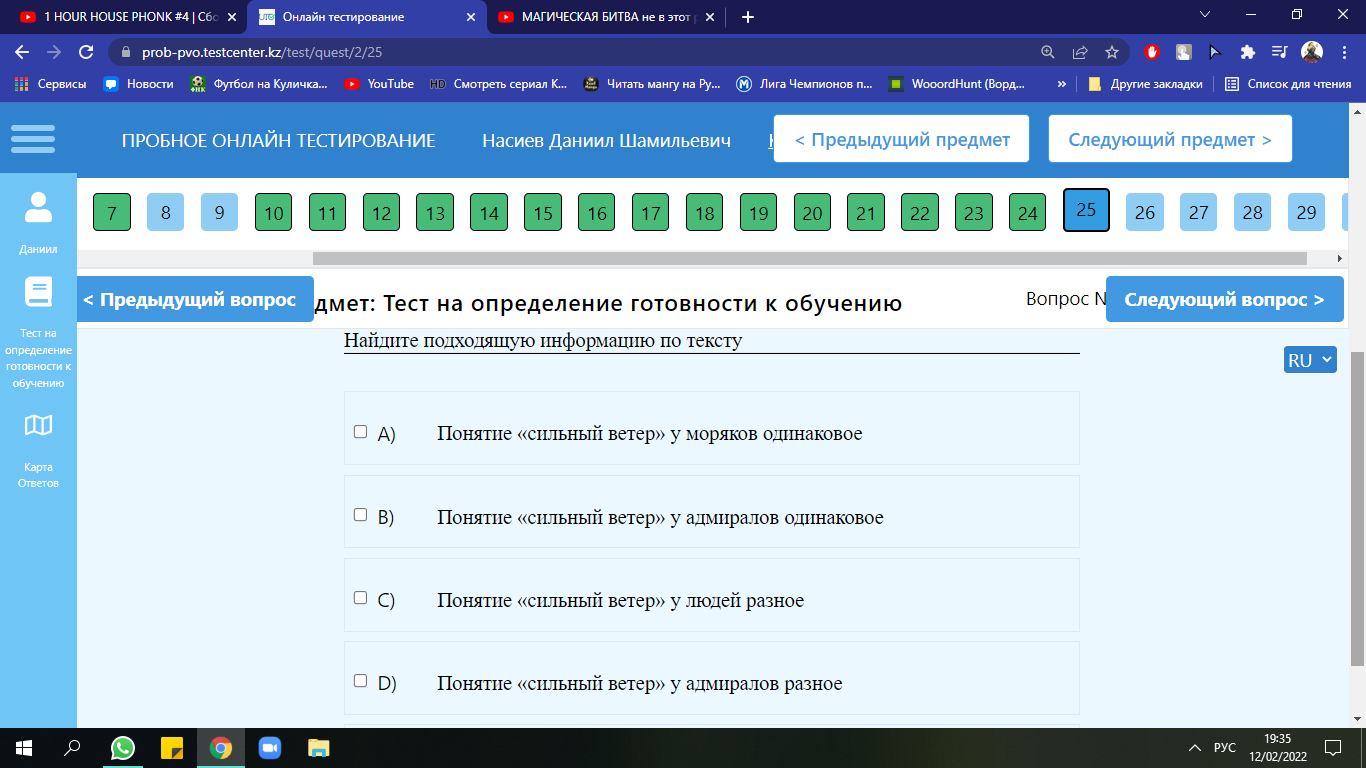 1 HOUR HOUSE PHONK #4 | Сбо
Онлайн тестирование
МАГИЧЕСКАЯ БИТВА не в этот р
prob-pvo.testcenter.kz/test/quest/2/25
Сервисы
Новости
Футбол на Куличка...
YouTube
HD Смотреть сериал К...
Читать мангу на Ру...
Лига Чемпионов п...
WooordHunt (Ворд...
»
Другие закладки
Список для чтения
ПРОБНОЕ ОНЛАЙН ТЕСТИРОВАНИЕ
Насиев Даниил Шамильевич
< Предыдущий предмет
Следующий предмет >
7 8 9 10 11 12 13 14 15 16 17 18 19 20 21 22 23 24 25 26 27 28 29
Даниил
Тест на
определение
готовности к
обучению
Карта
Ответов
< Предыдущий вопрос
дмет: Тест на определение готовности к обучению
Вопрос N
Следующий вопрос >
Найдите подходящую информацию по тексту
RU
A) Понятие «сильный ветер» у моряков одинаковое
B) Понятие «сильный ветер» у адмиралов одинаковое
C) Понятие «сильный ветер» у людей разное
D) Понятие «сильный ветер» у адмиралов разное
РУС
19:35
12/02/2022